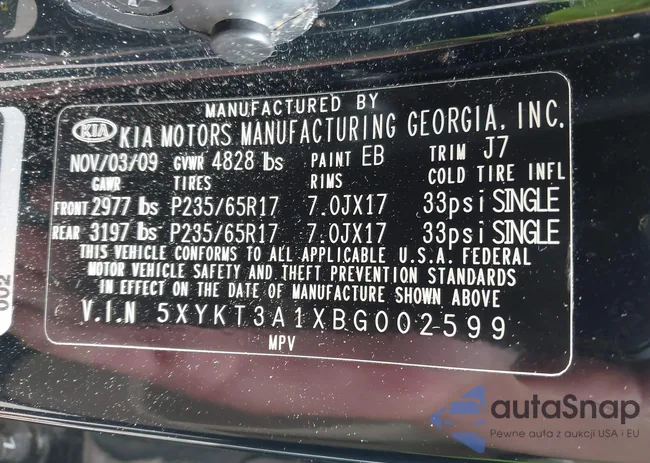 MANUFACTURED BY
KIA KIA MOTORS MANUFACTURING GEORGIA, INC.
NOV/03/09 GVWR 4828 lbs PAINT EB TRIM J7
GAWR TIRES RIMS COLD TIRE INFL
FRONT 2977 lbs P235/65R17 7.0JX17 33psi SINGLE
REAR 3197 lbs P235/65R17 7.0JX17 33psi SINGLE
THIS VEHICLE CONFORMS TO ALL APPLICABLE U.S.A. FEDERAL
MOTOR VEHICLE SAFETY AND THEFT PREVENTION STANDARDS
IN EFFECT ON THE DATE OF MANUFACTURE SHOWN ABOVE
V.I.N 5XYKT3A1XBG002599
MPV
002
autaSnap
Pewne auta z aukcji USA i EU